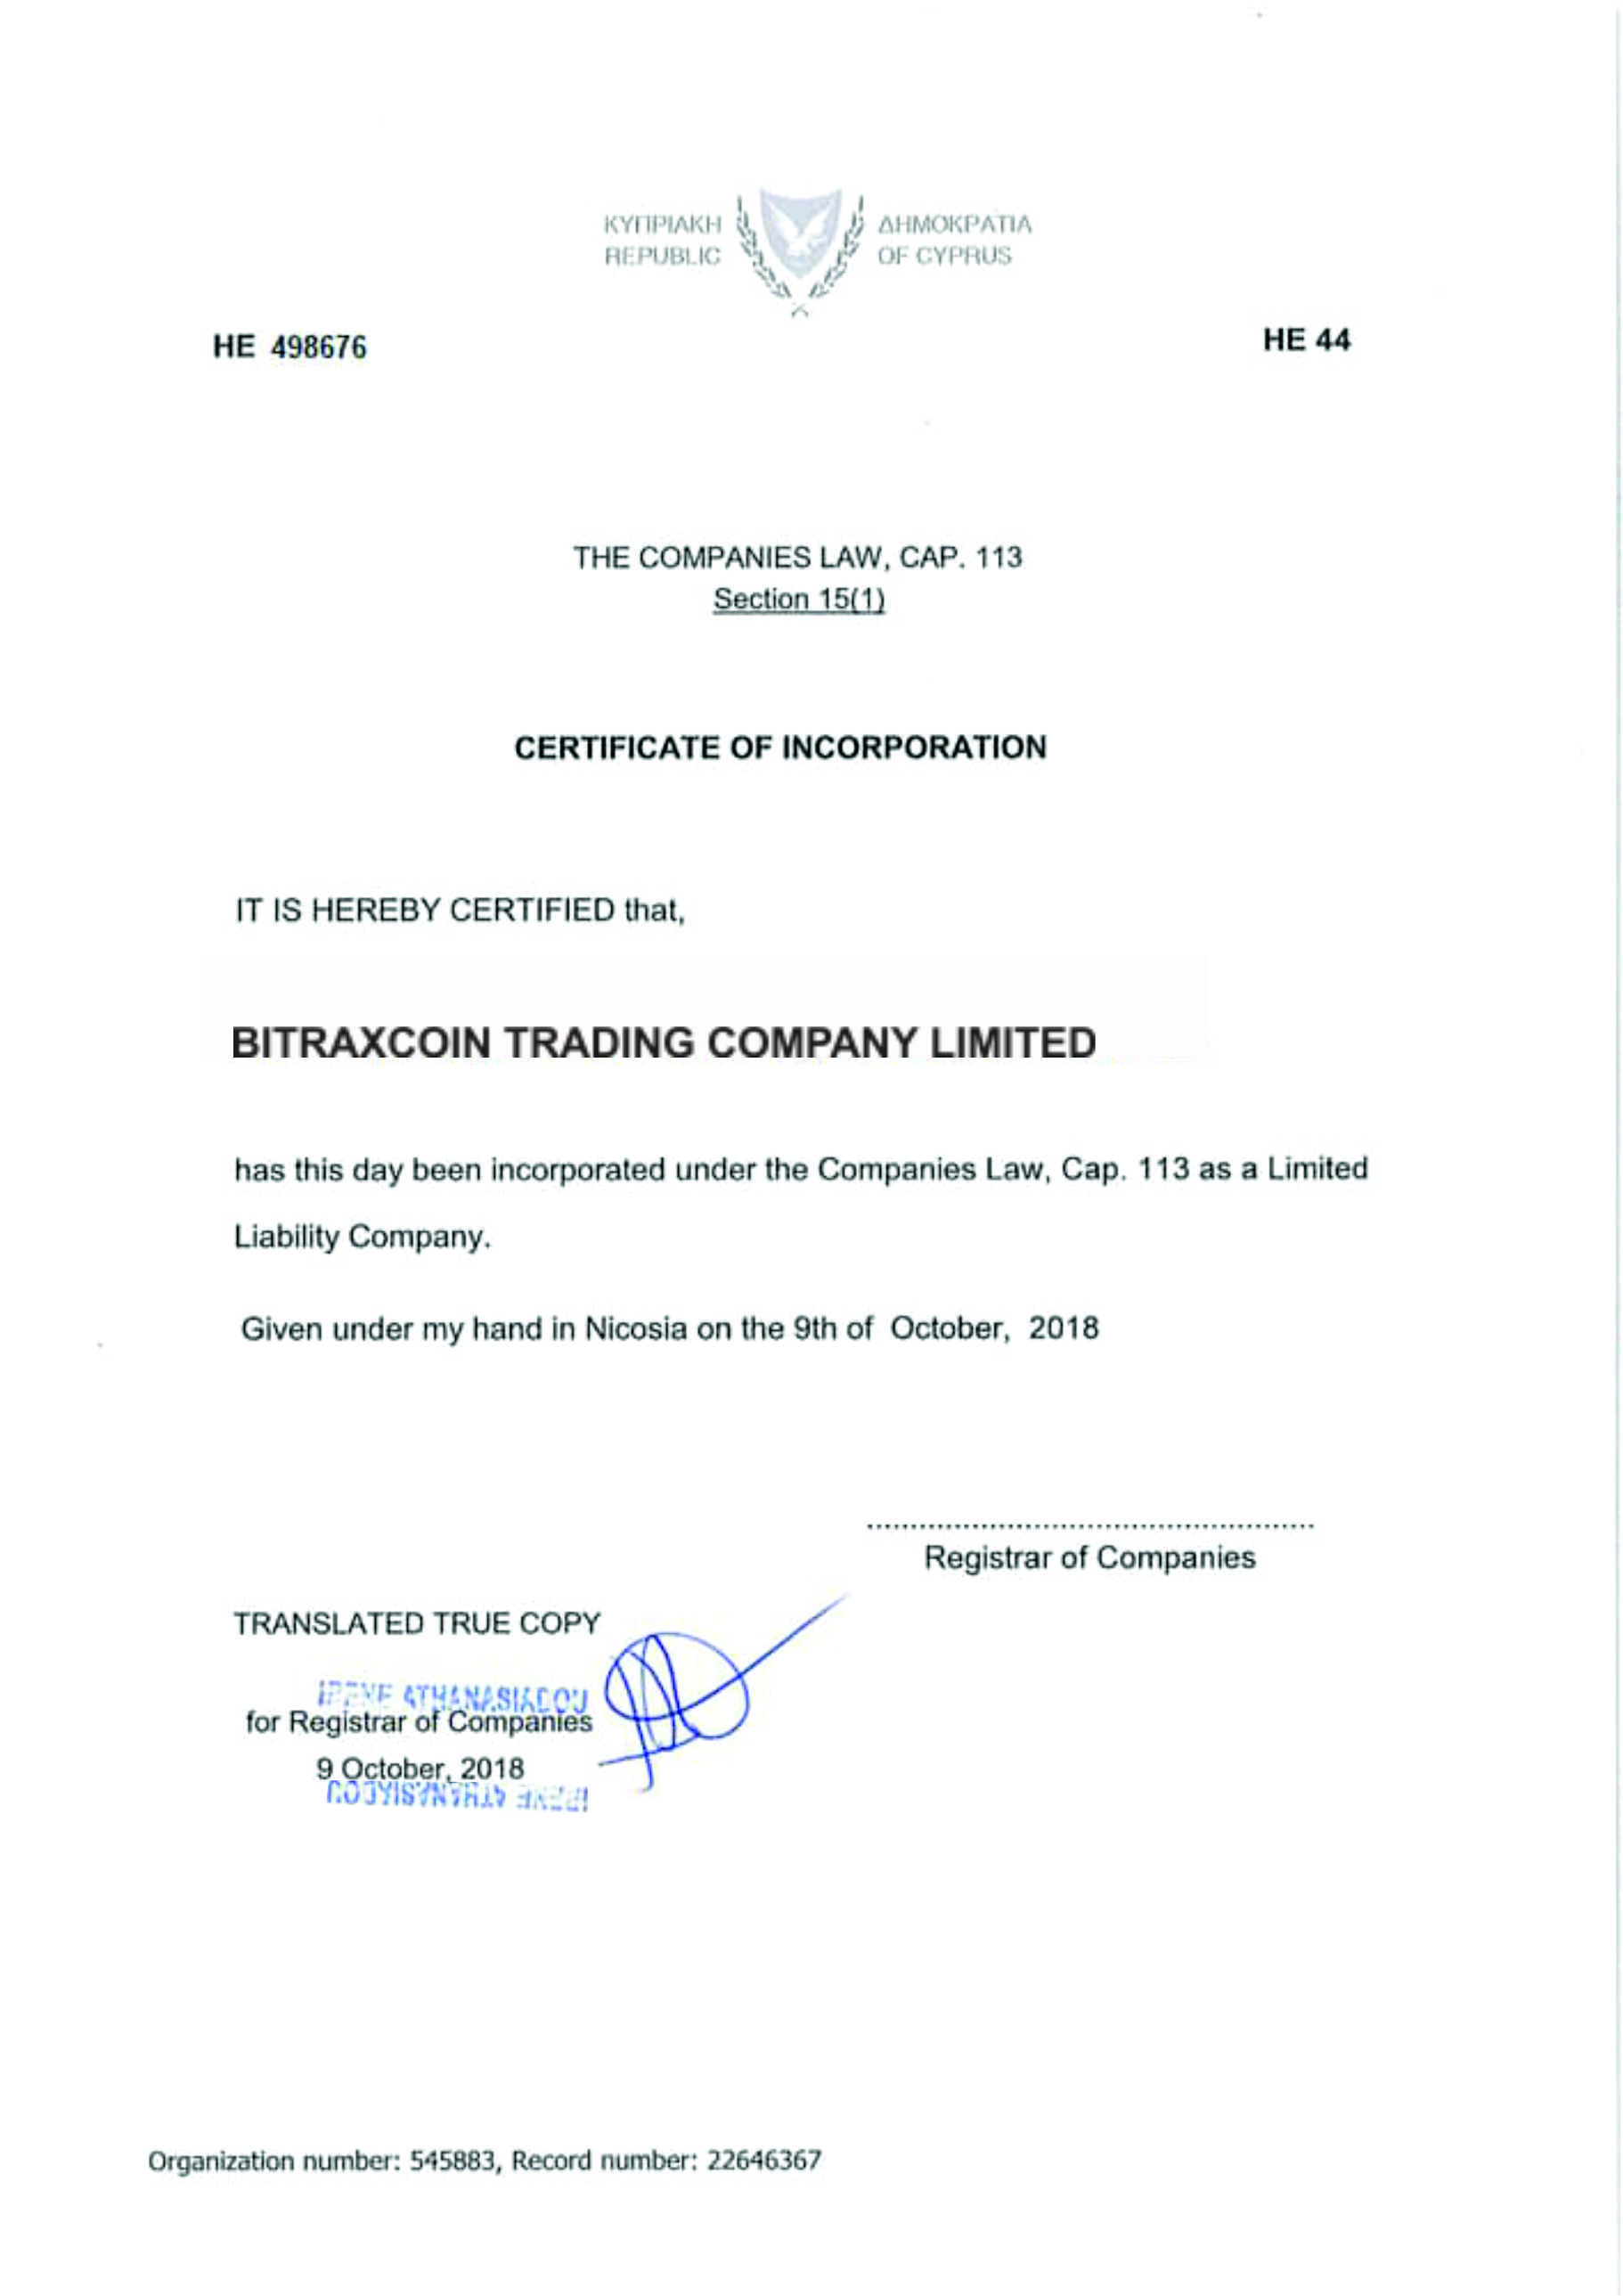 ΚΥΠΡΙΑΚΗ ΔΗΜΟΚΡΑΤΙΑ
REPUBLIC OF CYPRUS
HE 498676
HE 44
THE COMPANIES LAW, CAP. 113
Section 15(1)
CERTIFICATE OF INCORPORATION
IT IS HEREBY CERTIFIED that,
BITRAXCOIN TRADING COMPANY LIMITED
has this day been incorporated under the Companies Law, Cap. 113 as a Limited
Liability Company.
Given under my hand in Nicosia on the 9th of October, 2018
Registrar of Companies
TRANSLATED TRUE COPY
IRENE ATHANASIADOU
for Registrar of Companies
9 October, 2018
IRENE ATHANASIADOU
Organization number: 545883, Record number: 22646367